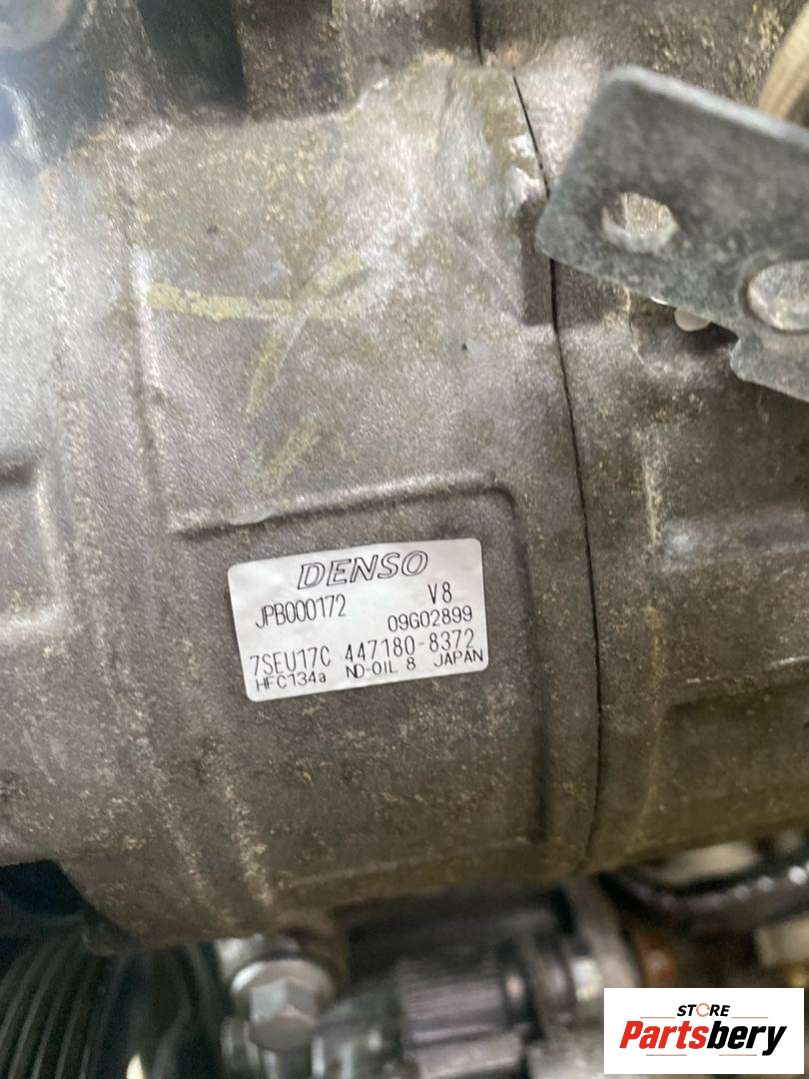 DENSO
JPB000172 V8
09G02899
7SEU17C 447180-8372
HFC134a ND-OIL 8 JAPAN
STORE
Partsbery